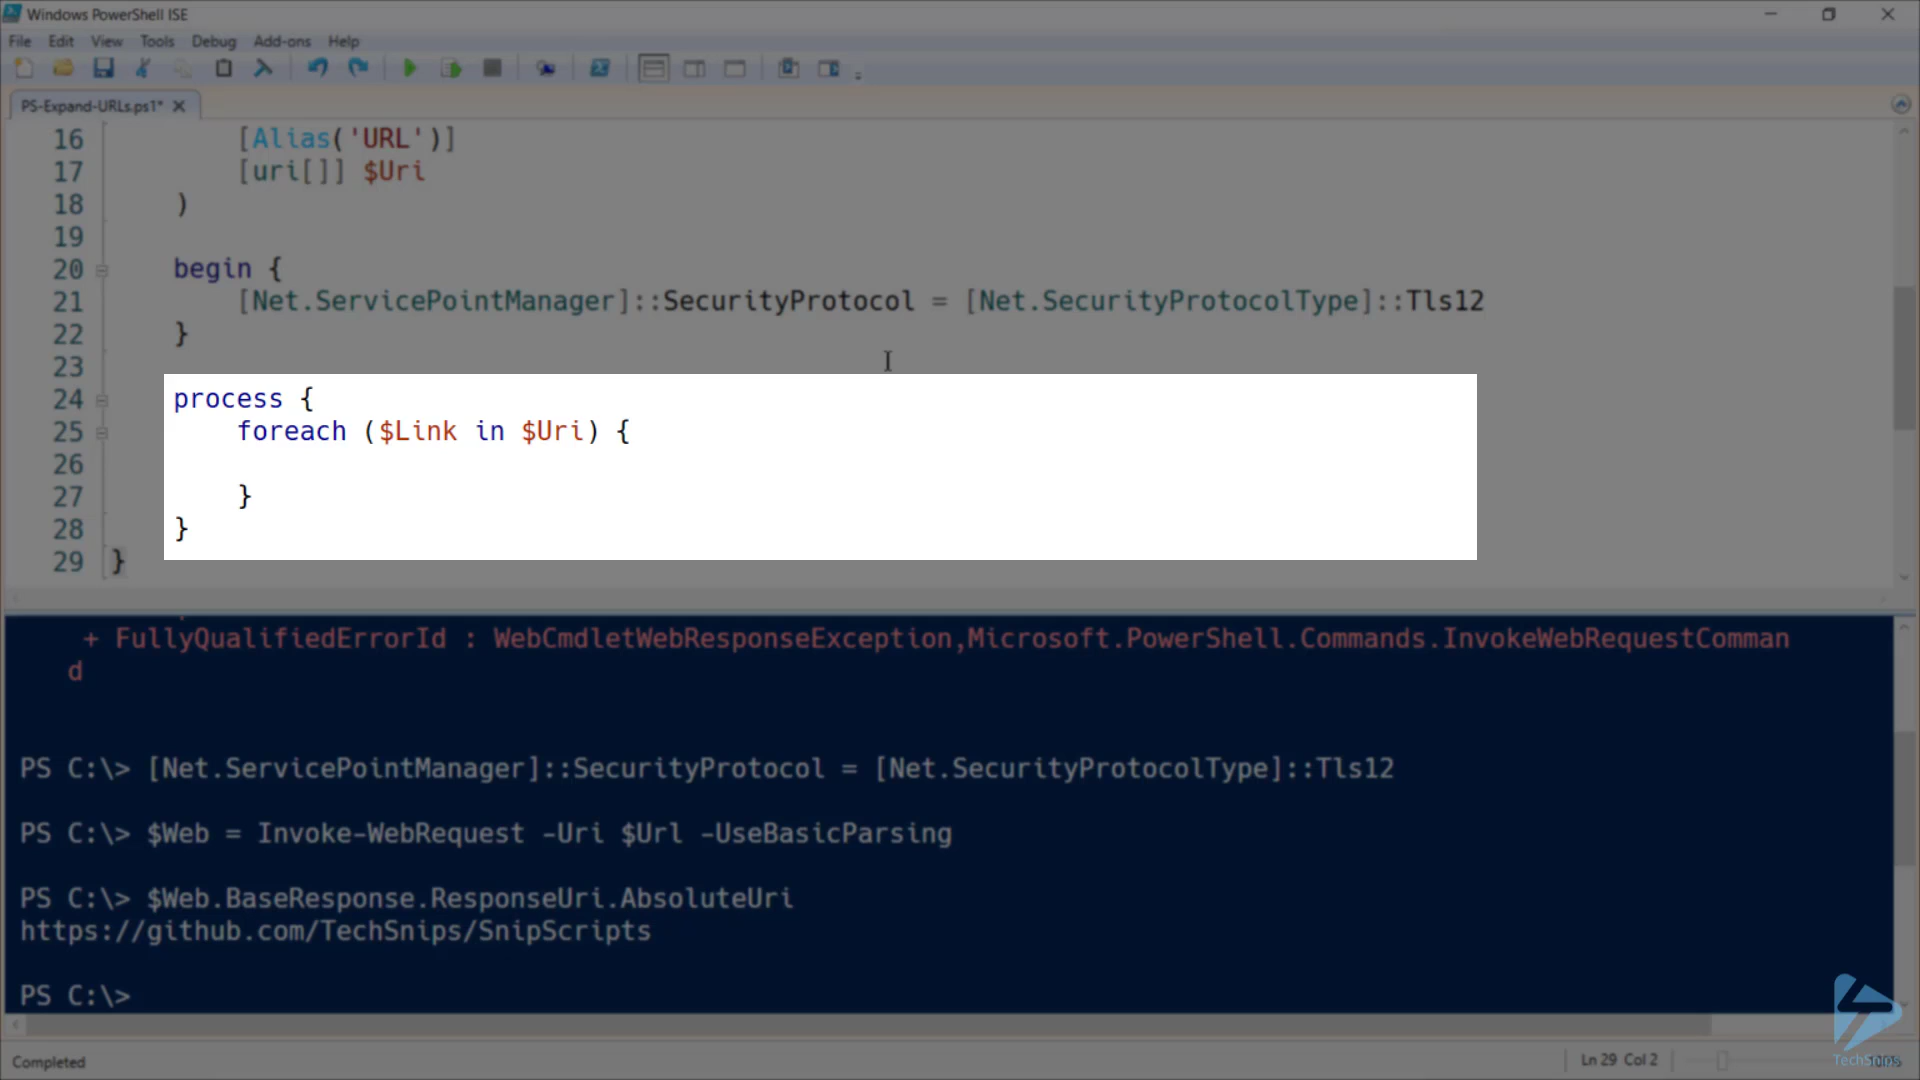 Windows PowerShell ISE
File Edit View Tools Debug Add-ons Help
PS-Expand-URLs.ps1*
16 [Alias('URL')]
17 [uri[]] $Uri
18 )
19
20 begin {
21 [Net.ServicePointManager]::SecurityProtocol = [Net.SecurityProtocolType]::Tls12
22 }
23
24 process {
25 foreach ($Link in $Uri) {
26
27 }
28 }
29 }
+ FullyQualifiedErrorId : WebCmdletWebResponseException,Microsoft.PowerShell.Commands.InvokeWebRequestComman
d
PS C:\> [Net.ServicePointManager]::SecurityProtocol = [Net.SecurityProtocolType]::Tls12
PS C:\> $Web = Invoke-WebRequest -Uri $Url -UseBasicParsing
PS C:\> $Web.BaseResponse.ResponseUri.AbsoluteUri
https://github.com/TechSnips/SnipScripts
PS C:\>
Completed
Ln 29 Col 2
TechSnips